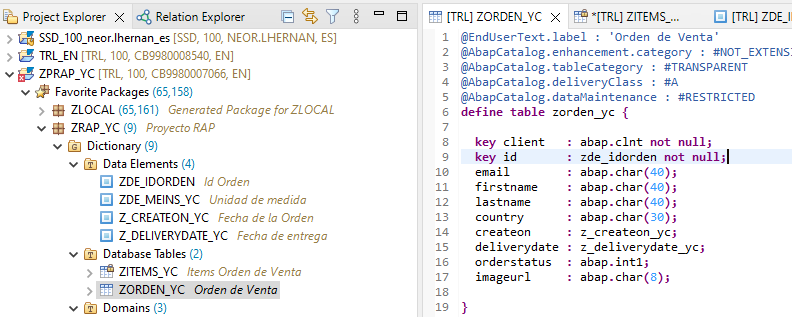 Project Explorer
Relation Explorer
SSD_100_neor.lhernan_es [SSD, 100, NEOR.LHERNAN, ES]
TRL_EN [TRL, 100, CB9980008540, EN]
ZPRAP_YC [TRL, 100, CB9980007066, EN]
Favorite Packages (65,158)
ZLOCAL (65,161) Generated Package for ZLOCAL
ZRAP_YC (9) Proyecto RAP
Dictionary (9)
Data Elements (4)
ZDE_IDORDEN Id Orden
ZDE_MEINS_YC Unidad de medida
Z_CREATEON_YC Fecha de la Orden
Z_DELIVERYDATE_YC Fecha de entrega
Database Tables (2)
ZITEMS_YC Items Orden de Venta
ZORDEN_YC Orden de Venta
Domains (3)
[TRL] ZORDEN_YC
*[TRL] ZITEMS_...
[TRL] ZDE_I
1 @EndUserText.label : 'Orden de Venta'
2 @AbapCatalog.enhancement.category : #NOT_EXTENSI
3 @AbapCatalog.tableCategory : #TRANSPARENT
4 @AbapCatalog.deliveryClass : #A
5 @AbapCatalog.dataMaintenance : #RESTRICTED
6 define table zorden_yc {
7
8 key client : abap.clnt not null;
9 key id : zde_idorden not null;
10 email : abap.char(40);
11 firstname : abap.char(40);
12 lastname : abap.char(40);
13 country : abap.char(30);
14 createon : z_createon_yc;
15 deliverydate : z_deliverydate_yc;
16 orderstatus : abap.int1;
17 imageurl : abap.char(8);
18
19 }